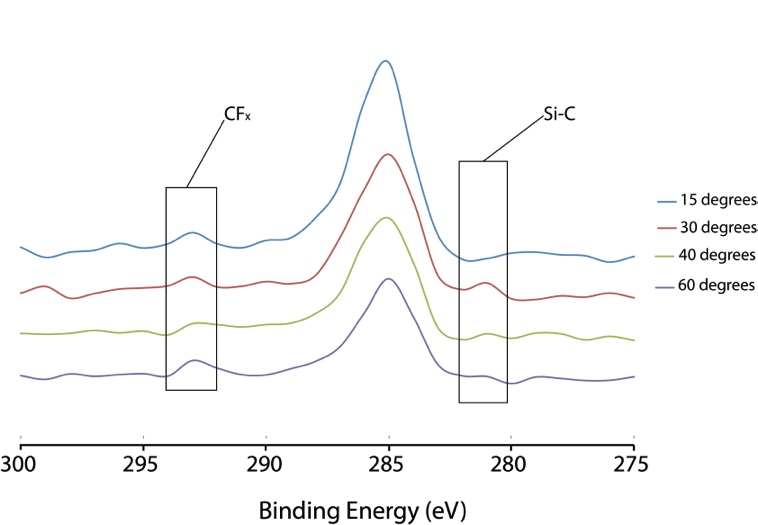 CFx
Si-C
15 degrees
30 degrees
40 degrees
60 degrees
300 295 290 285 280 275
Binding Energy (eV)